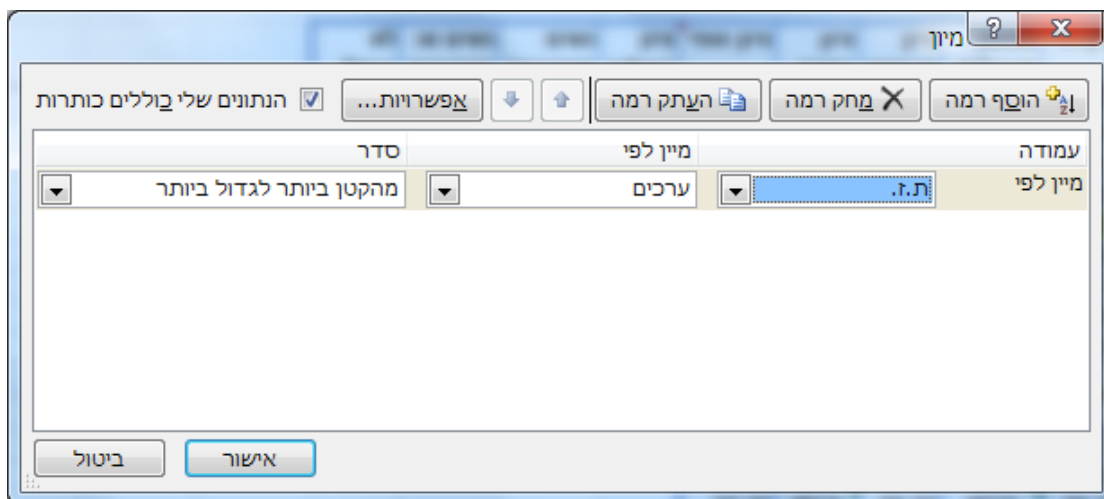 מיון
הוסף רמה מחק רמה העתק רמה אפשרויות... הנתונים שלי כוללים כותרות
עמודה מיין לפי סדר
מיין לפי ת.ז. ערכים מהקטן ביותר לגדול ביותר
אישור ביטול